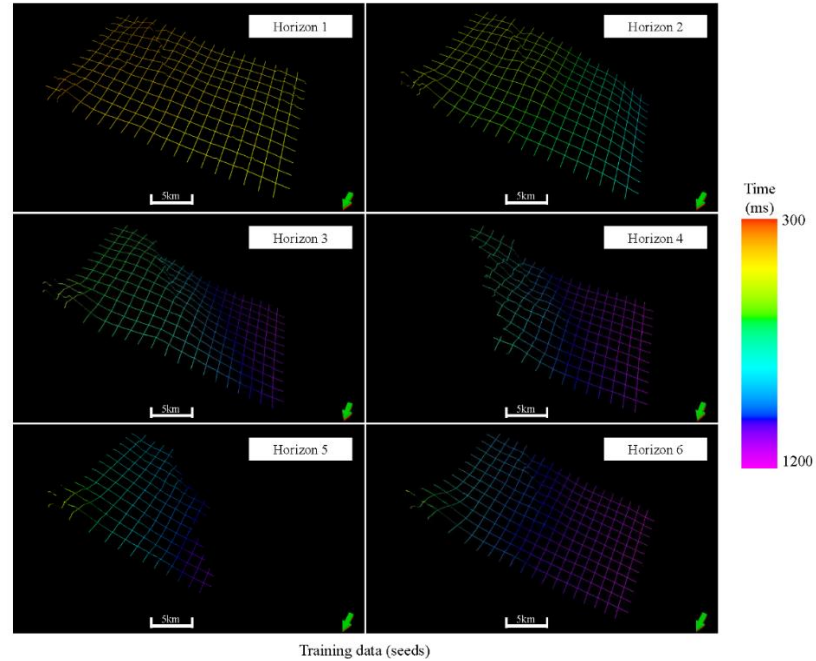 Horizon 1
5km
Horizon 2
5km
Horizon 3
5km
Horizon 4
5km
Horizon 5
5km
Horizon 6
5km
Time
(ms)
300
1200
Training data (seeds)